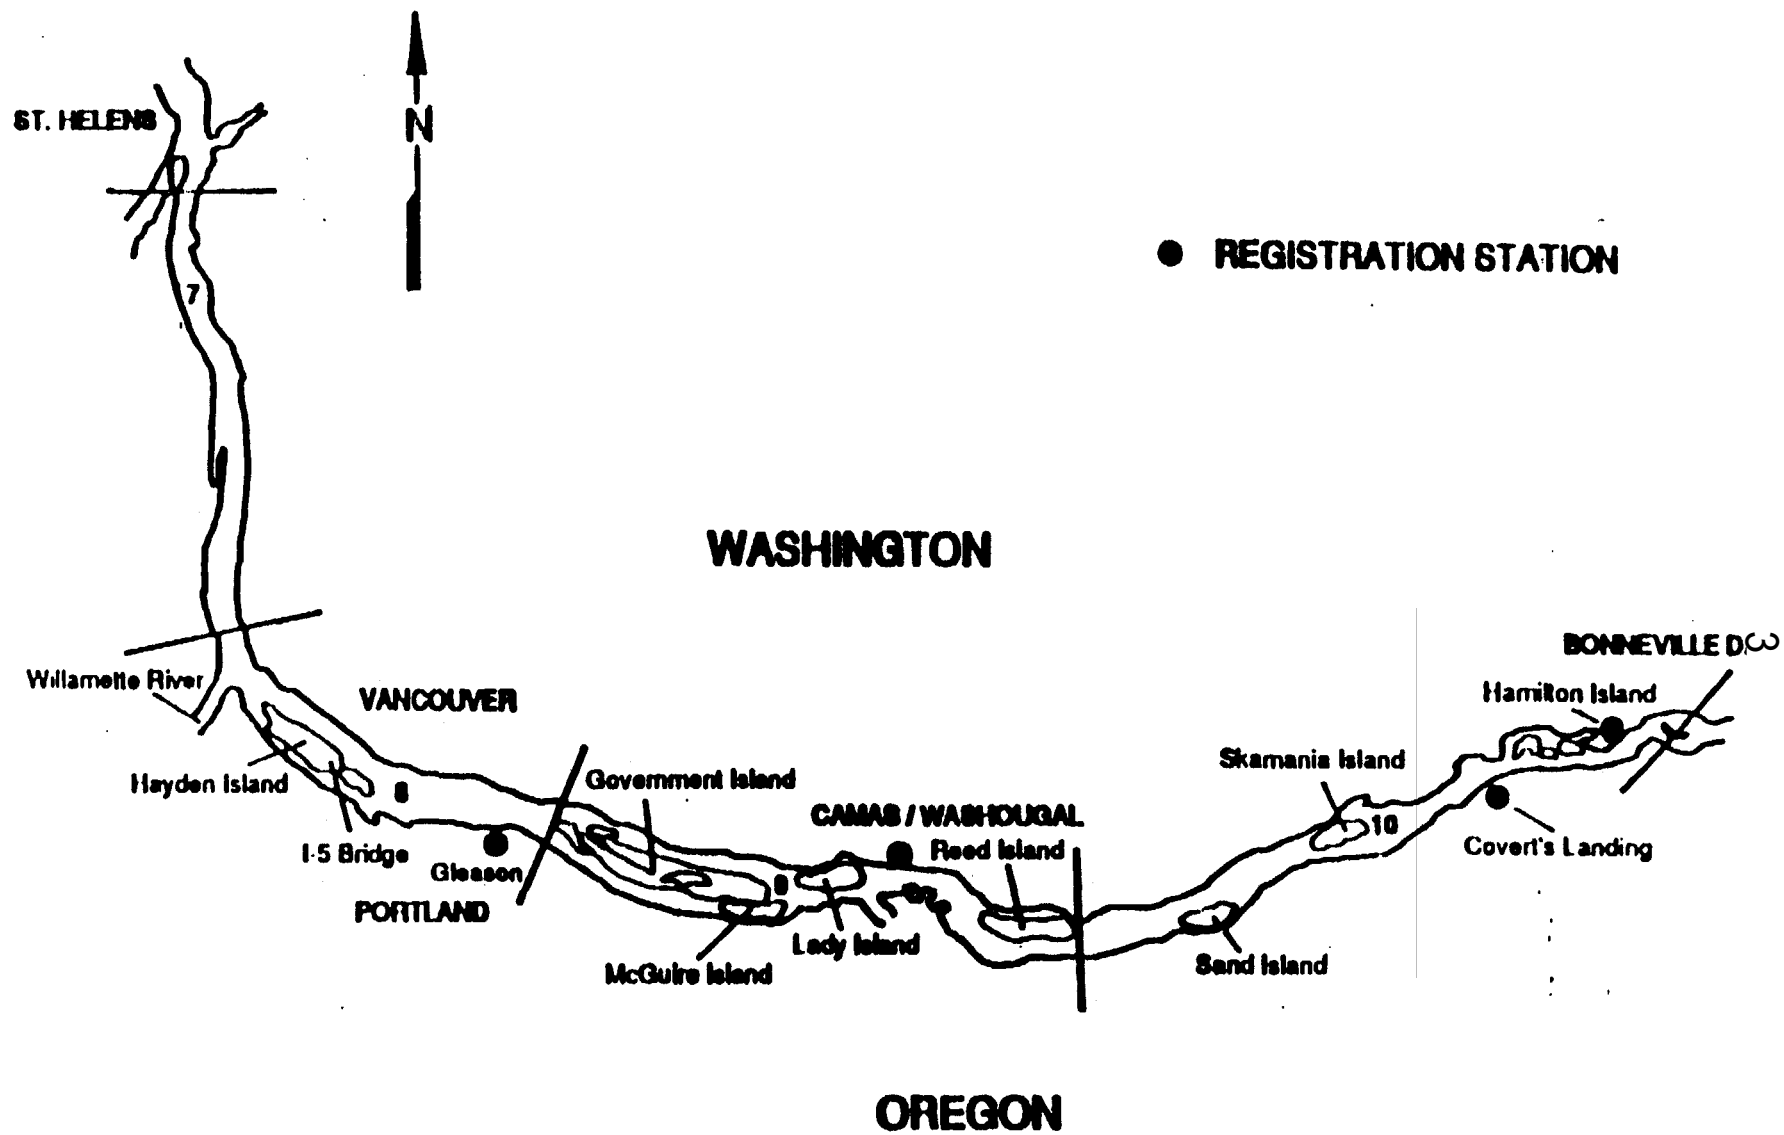 ST. HELENS
N
REGISTRATION STATION
7
WASHINGTON
BONNEVILLE D
Willamette River
VANCOUVER
Hamilton Island
Hayden Island
8
Government Island
Skamania Island
CAMAS / WASHOUGAL
10
I-5 Bridge
Gleason
Reed Island
Covert's Landing
9
PORTLAND
Lady Island
McGuire Island
Sand Island
OREGON